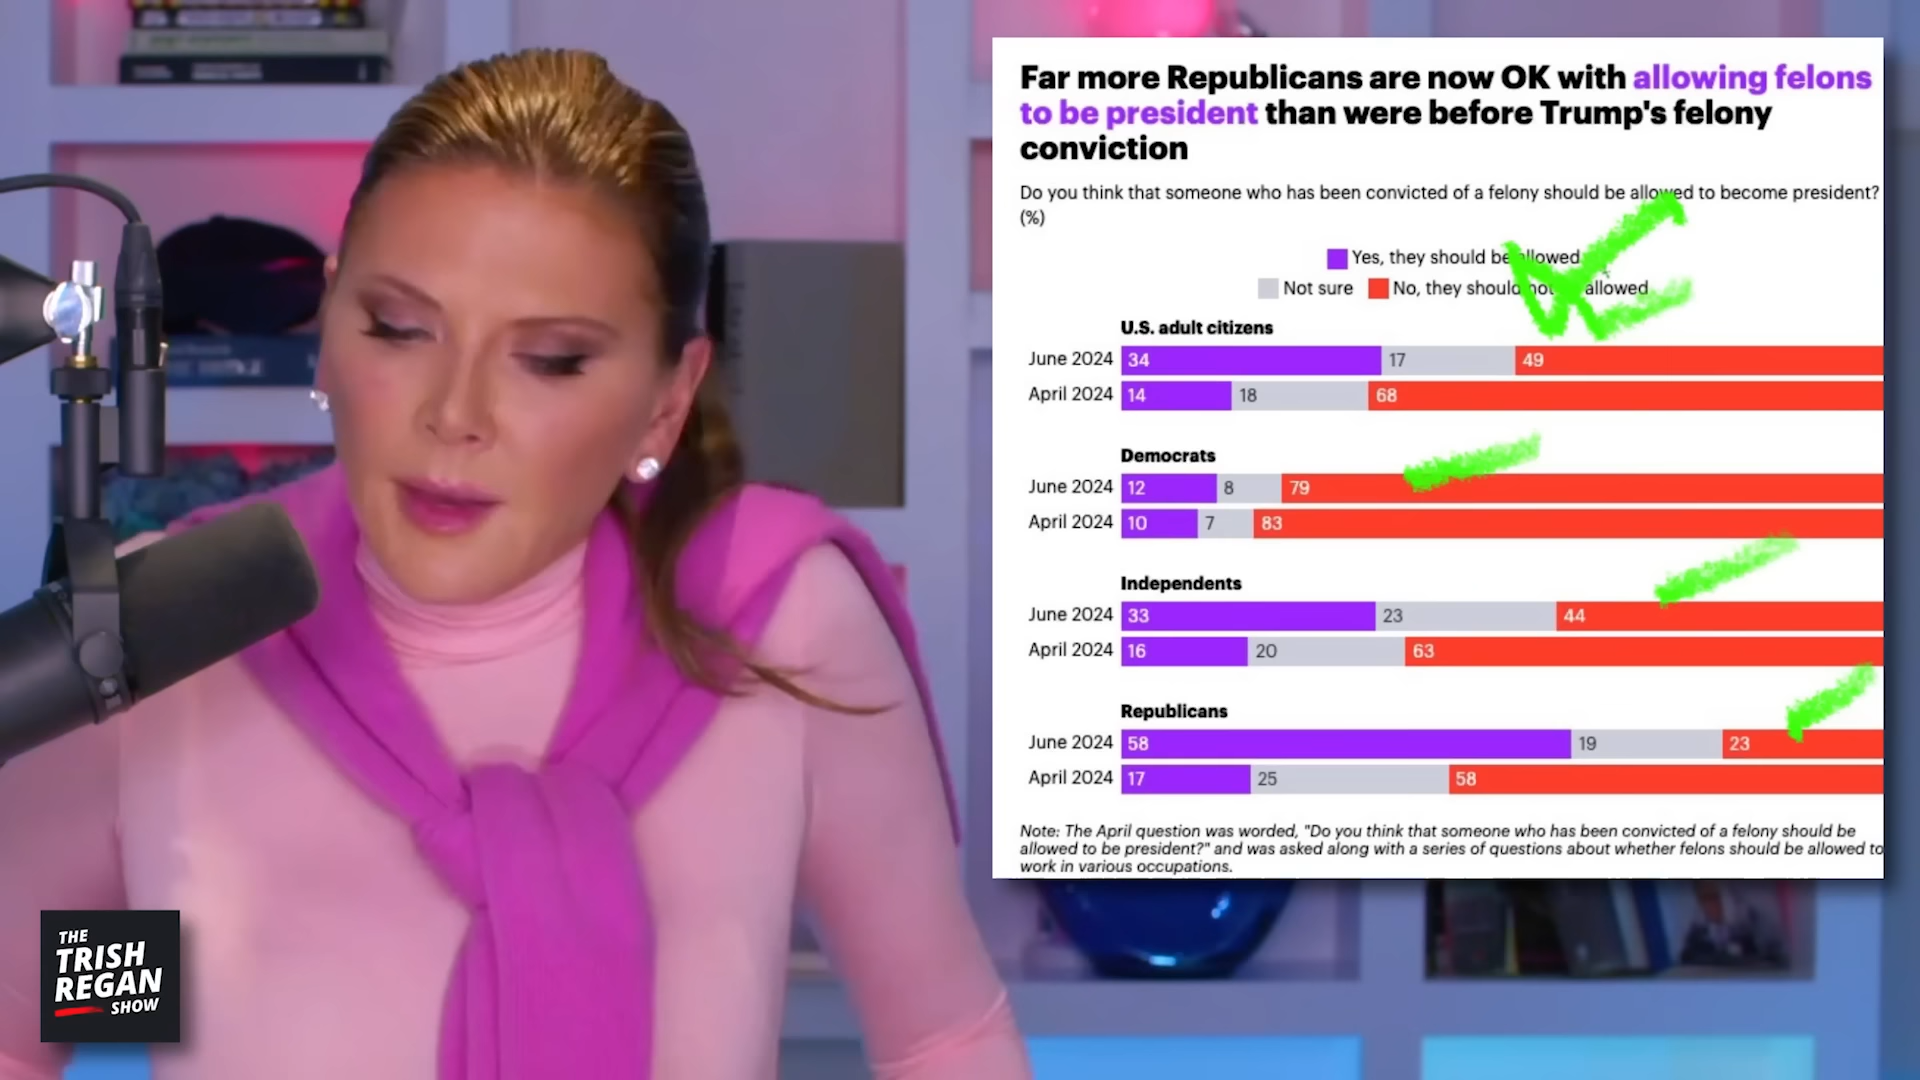 Far more Republicans are now OK with allowing felons
to be president than were before Trump's felony
conviction
Do you think that someone who has been convicted of a felony should be allowed to become president?
(%)
Yes, they should be allowed
Not sure No, they should not allowed
U.S. adult citizens
June 2024 34 17 49
April 2024 14 18 68
Democrats
June 2024 12 8 79
April 2024 10 7 83
Independents
June 2024 33 23 44
April 2024 16 20 63
Republicans
June 2024 58 19 23
April 2024 17 25 58
Note: The April question was worded, "Do you think that someone who has been convicted of a felony should be
allowed to be president?" and was asked along with a series of questions about whether felons should be allowed to
work in various occupations.
THE
TRISH
REGAN
SHOW